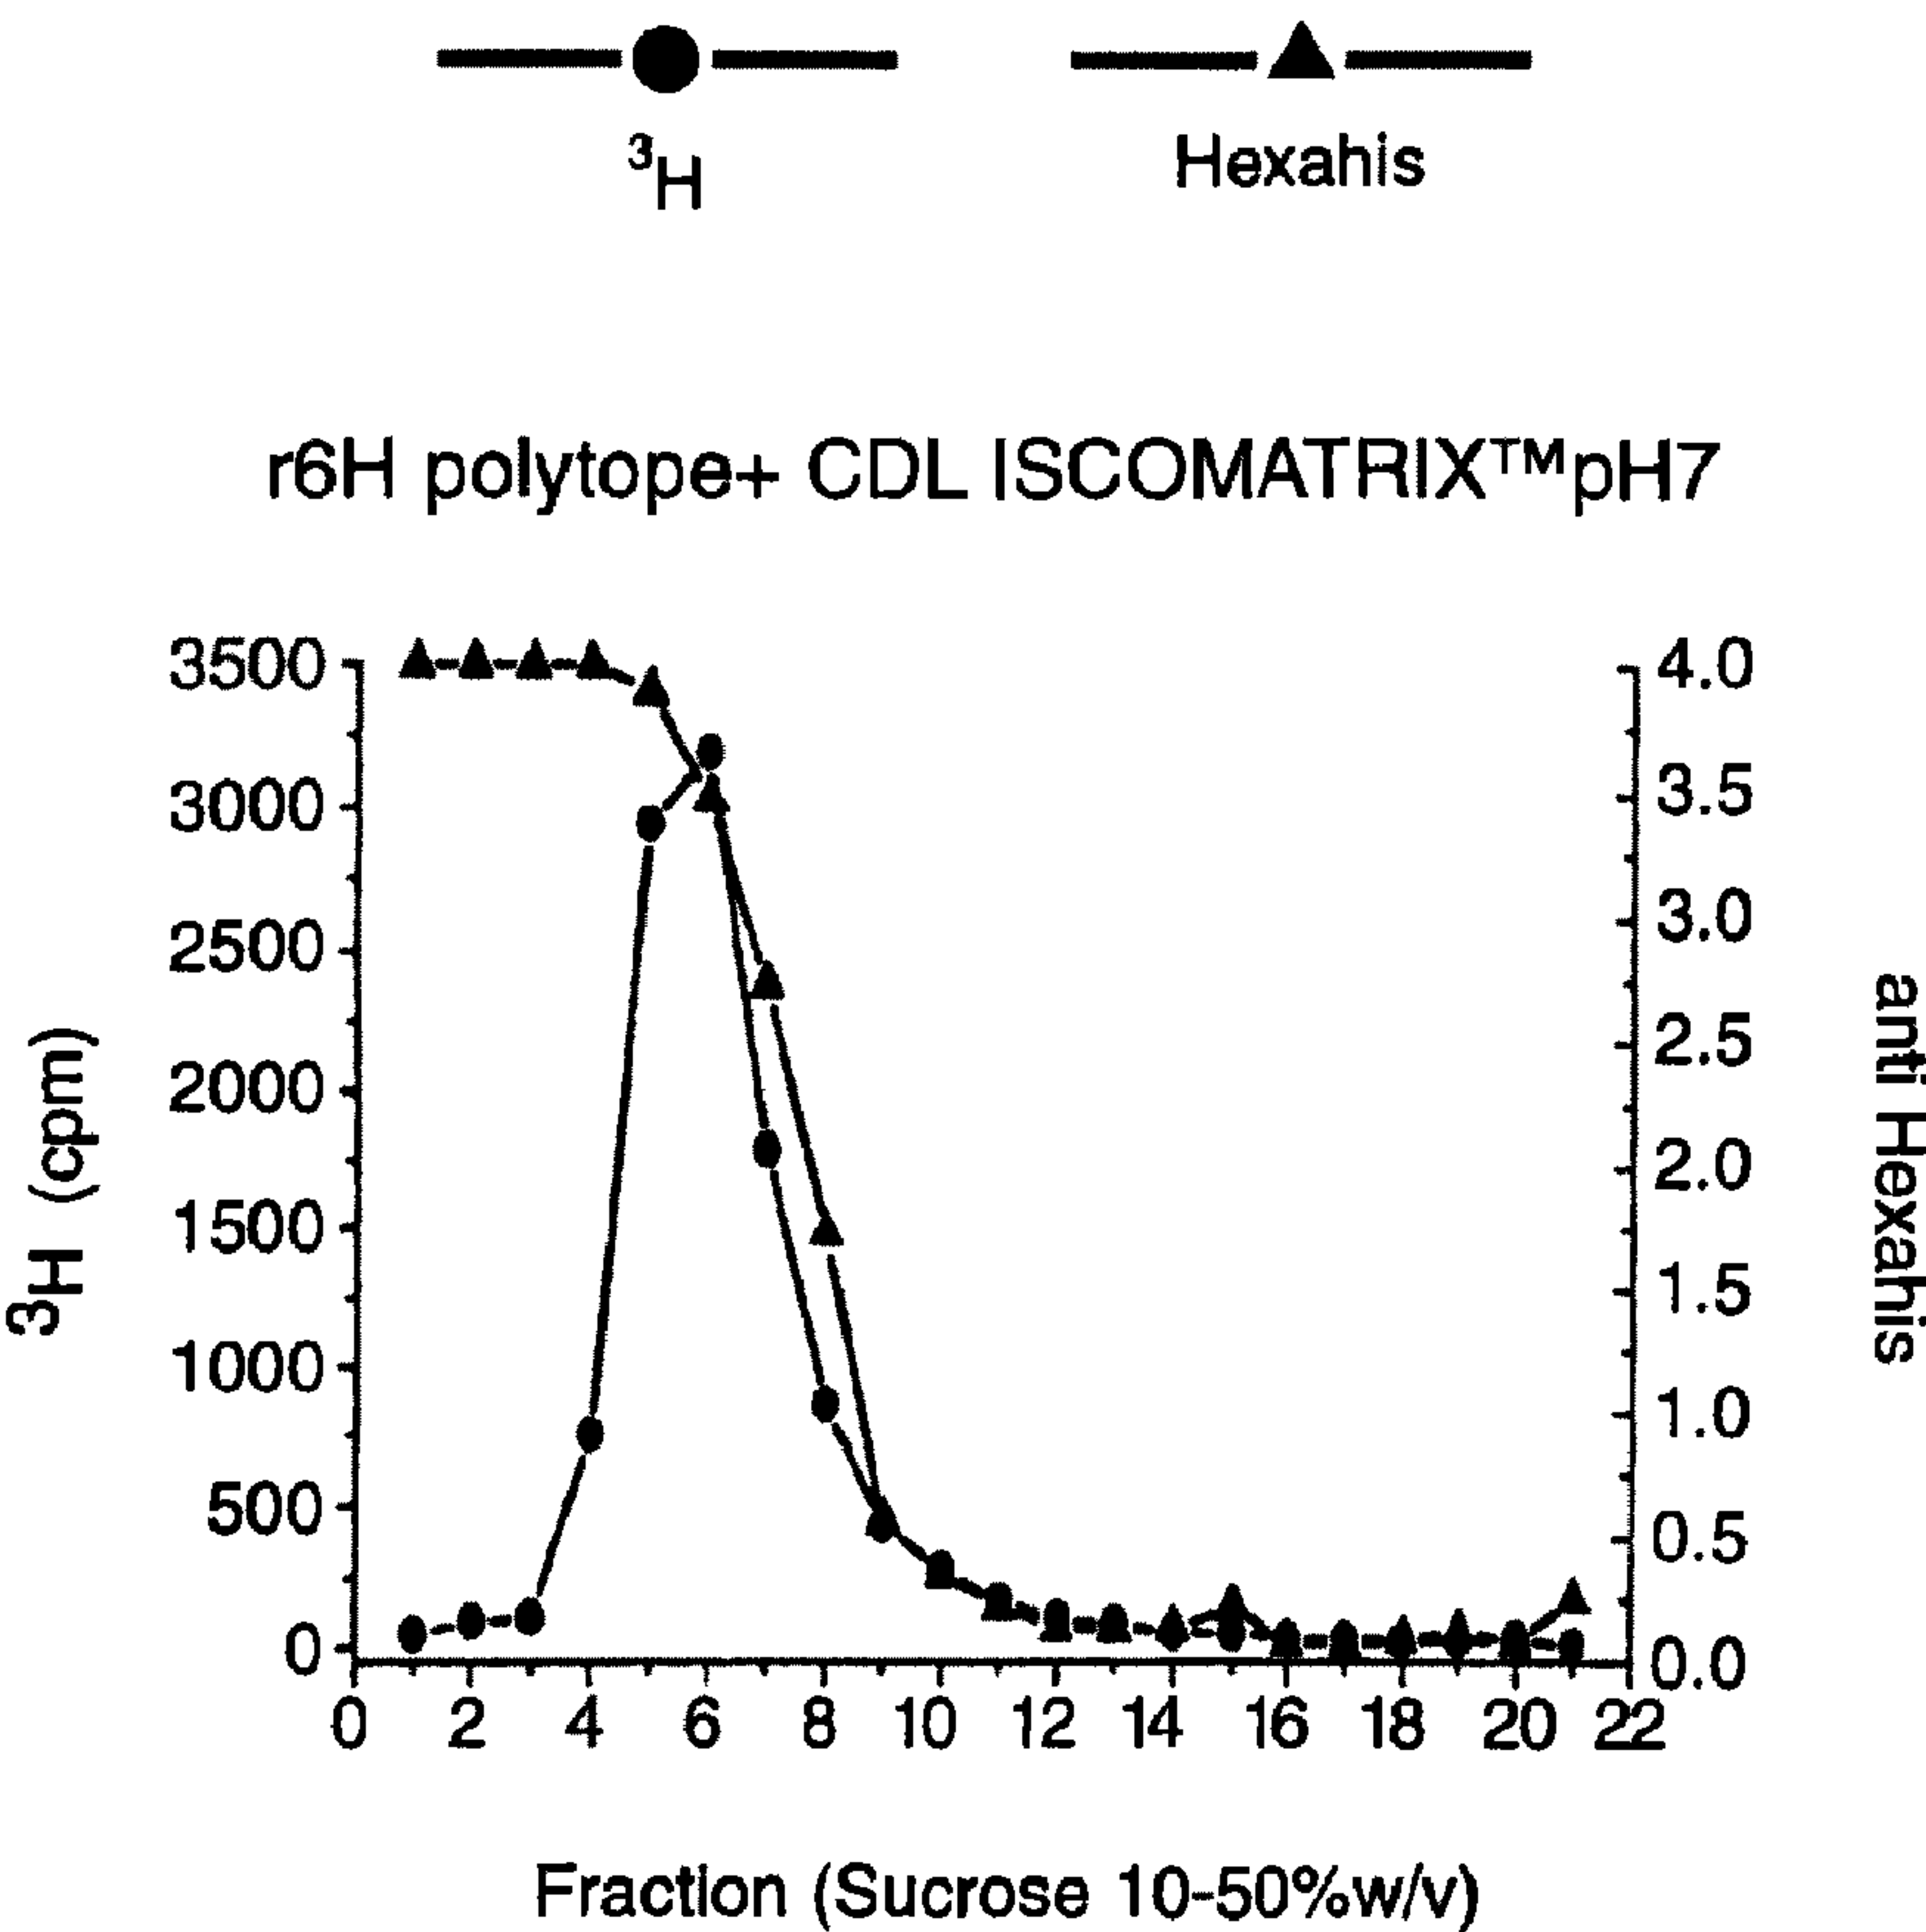 ³H Hexahis
r6H polytope+ CDL ISCOMATRIX™pH7
3500
3000
2500
2000
1500
1000
500
0
³H (cpm)
4.0
3.5
3.0
2.5
2.0
1.5
1.0
0.5
0.0
anti Hexahis
0 2 4 6 8 10 12 14 16 18 20 22
Fraction (Sucrose 10-50%w/v)